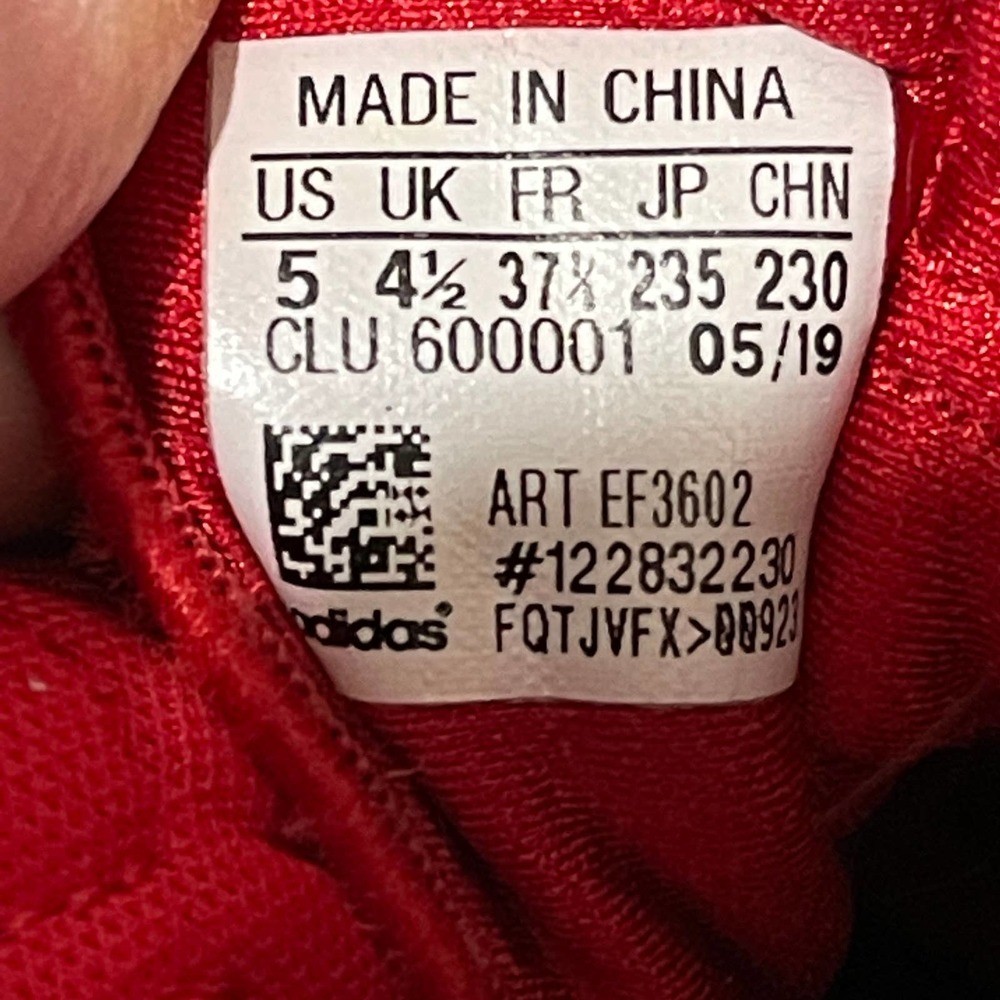 MADE IN CHINA
US UK FR JP CHN
5 4½ 37⅓ 235 230
CLU 600001 05/19
ART EF3602
#122832230
FQTJVFX>00923
adidas®